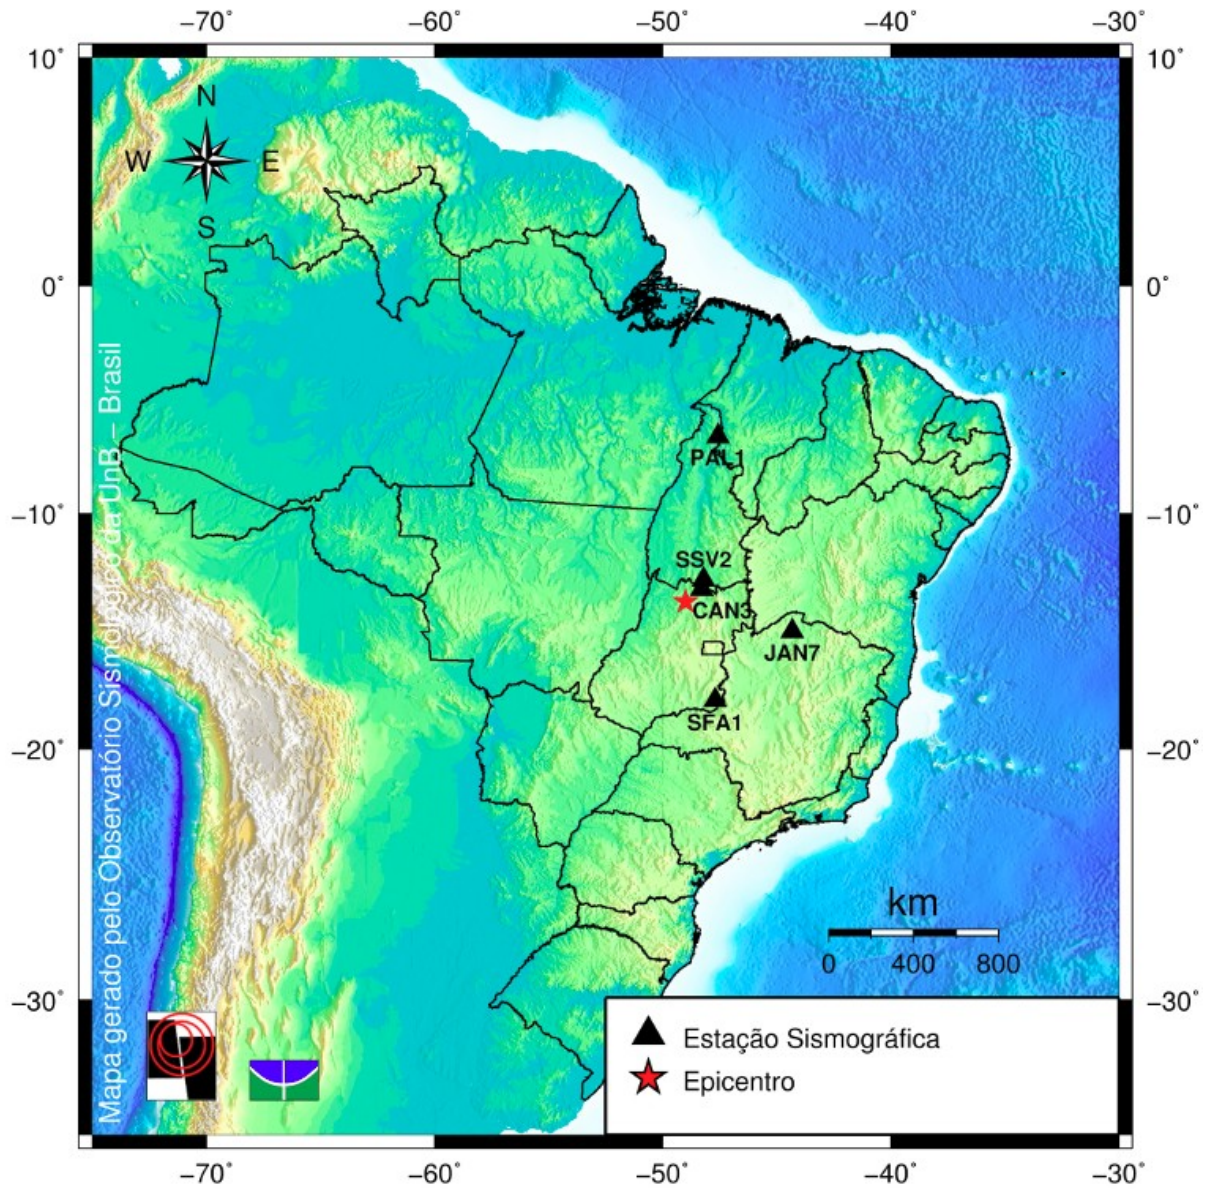 −70˚ −60˚ −50˚ −40˚ −30˚
10˚ 10˚
N
W E
S
0˚ 0˚
Mapa gerado pelo Observatório Sismológico da UnB – Brasil
PAL1
−10˚ −10˚
SSV2
CAN3
JAN7
SFA1
−20˚ −20˚
km
0 400 800
−30˚ −30˚
Estação Sismográfica
Epicentro
−70˚ −60˚ −50˚ −40˚ −30˚